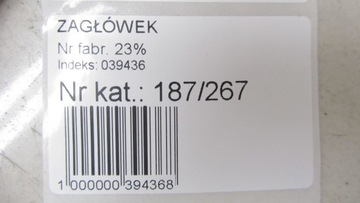 ZAGŁÓWEK
Nr fabr. 23%
Indeks: 039436
Nr kat.: 187/267
1 000000 394368